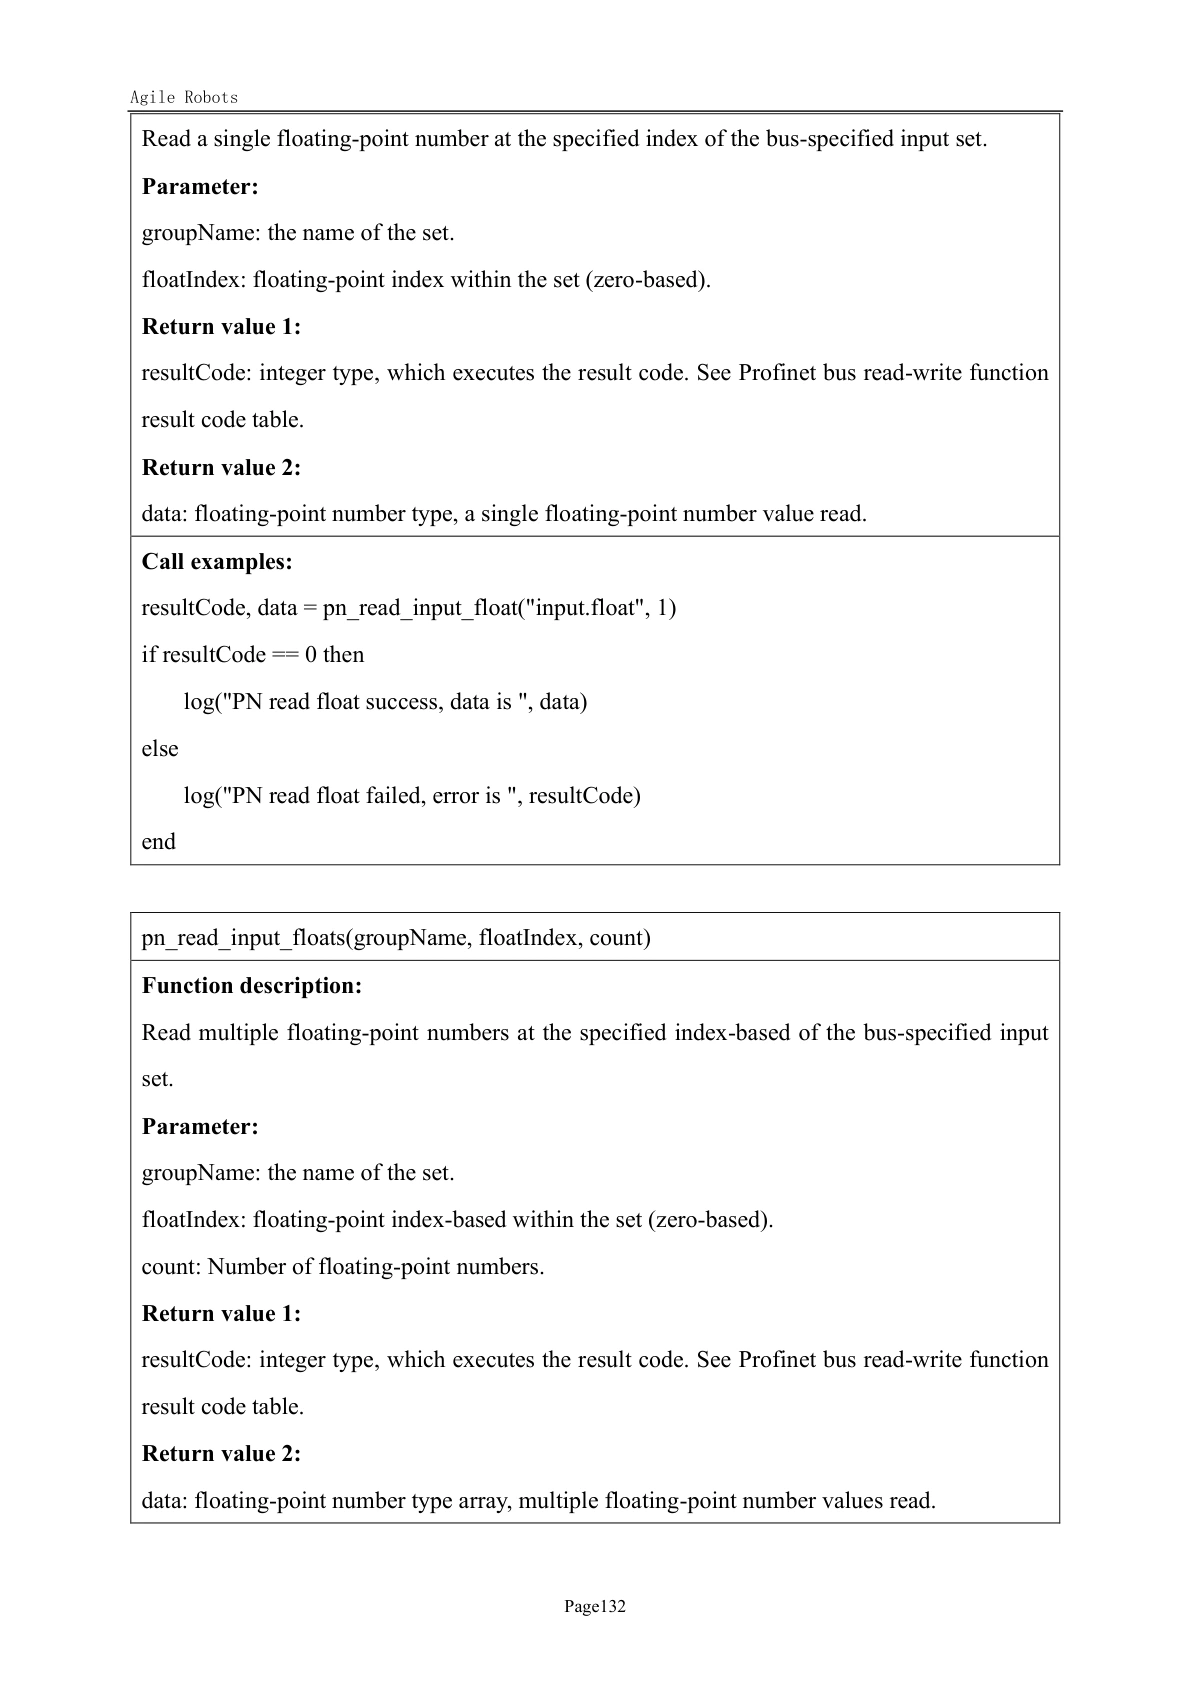 Agile Robots
Read a single floating-point number at the specified index of the bus-specified input set.
Parameter:
groupName: the name of the set.
floatIndex: floating-point index within the set (zero-based).
Return value 1:
resultCode: integer type, which executes the result code. See Profinet bus read-write function
result code table.
Return value 2:
data: floating-point number type, a single floating-point number value read.
Call examples:
resultCode, data = pn_read_input_float("input.float", 1)
if resultCode == 0 then
log("PN read float success, data is ", data)
else
log("PN read float failed, error is ", resultCode)
end
pn_read_input_floats(groupName, floatIndex, count)
Function description:
Read multiple floating-point numbers at the specified index-based of the bus-specified input
set.
Parameter:
groupName: the name of the set.
floatIndex: floating-point index-based within the set (zero-based).
count: Number of floating-point numbers.
Return value 1:
resultCode: integer type, which executes the result code. See Profinet bus read-write function
result code table.
Return value 2:
data: floating-point number type array, multiple floating-point number values read.
Page132